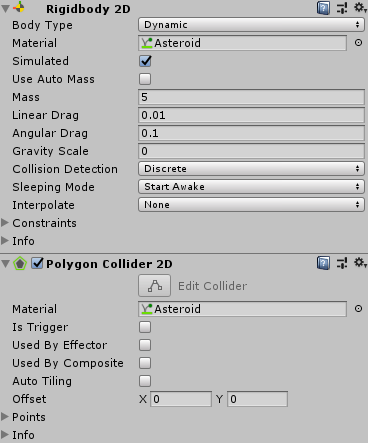 Rigidbody 2D
Body Type Dynamic
Material Asteroid
Simulated
Use Auto Mass
Mass 5
Linear Drag 0.01
Angular Drag 0.1
Gravity Scale 0
Collision Detection Discrete
Sleeping Mode Start Awake
Interpolate None
Constraints
Info
Polygon Collider 2D
Edit Collider
Material Asteroid
Is Trigger
Used By Effector
Used By Composite
Auto Tiling
Offset X 0 Y 0
Points
Info